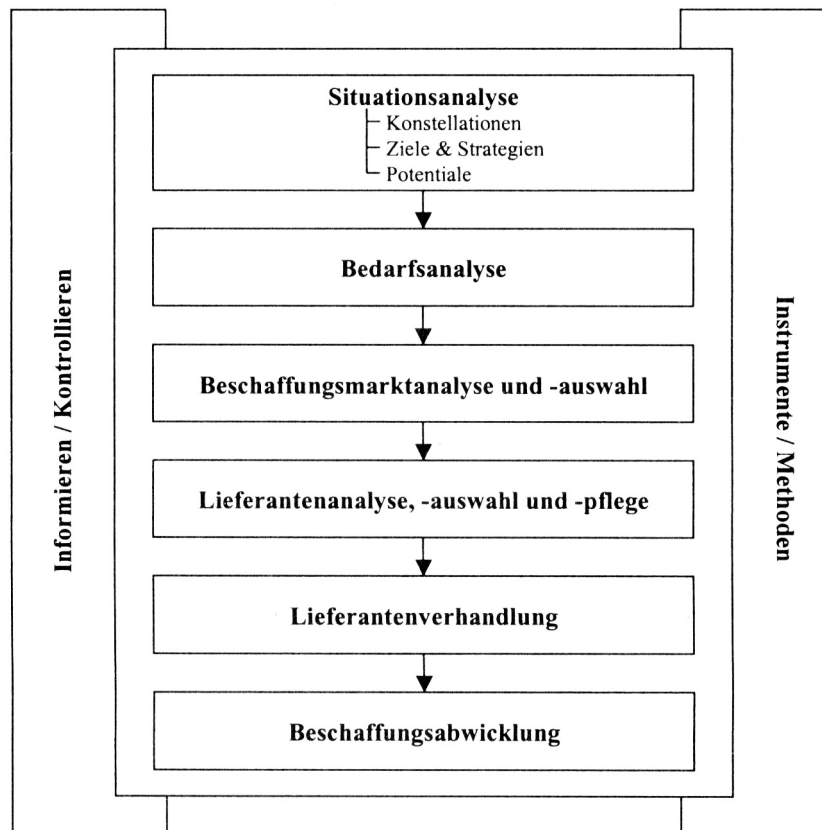 Situationsanalyse
Konstellationen
Ziele & Strategien
Potentiale
Bedarfsanalyse
Beschaffungsmarktanalyse und -auswahl
Lieferantenanalyse, -auswahl und -pflege
Lieferantenverhandlung
Beschaffungsabwicklung
Informieren / Kontrollieren
Instrumente / Methoden